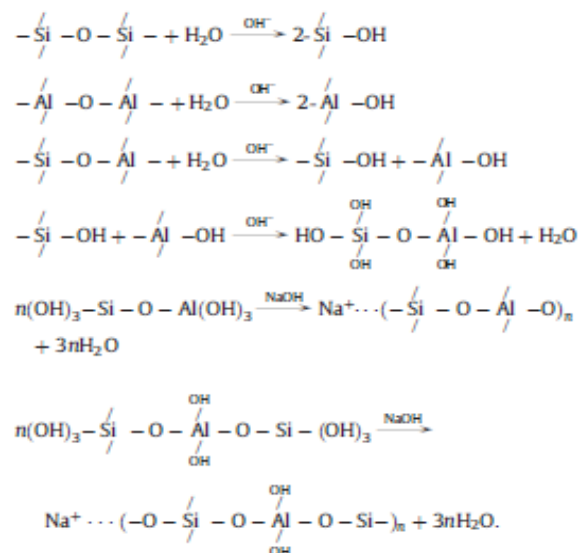 –Si –O – Si – + H₂O OH⁻ → 2- Si –OH
–Al –O – Al – + H₂O OH⁻ → 2- Al –OH
–Si –O – Al – + H₂O OH⁻ → –Si –OH + –Al –OH
–Si –OH + –Al –OH OH⁻ → HO –Si – O – Al – OH + H₂O
OH OH
OH OH
n(OH)₃–Si – O – Al(OH)₃ NaOH → Na⁺···(–Si – O – Al –O)ₙ
+ 3nH₂O
OH
n(OH)₃– Si –O– Al – O – Si – (OH)₃ NaOH →
OH
OH
Na⁺ ··· (–O – Si – O – Al – O – Si–)ₙ + 3nH₂O.
OH